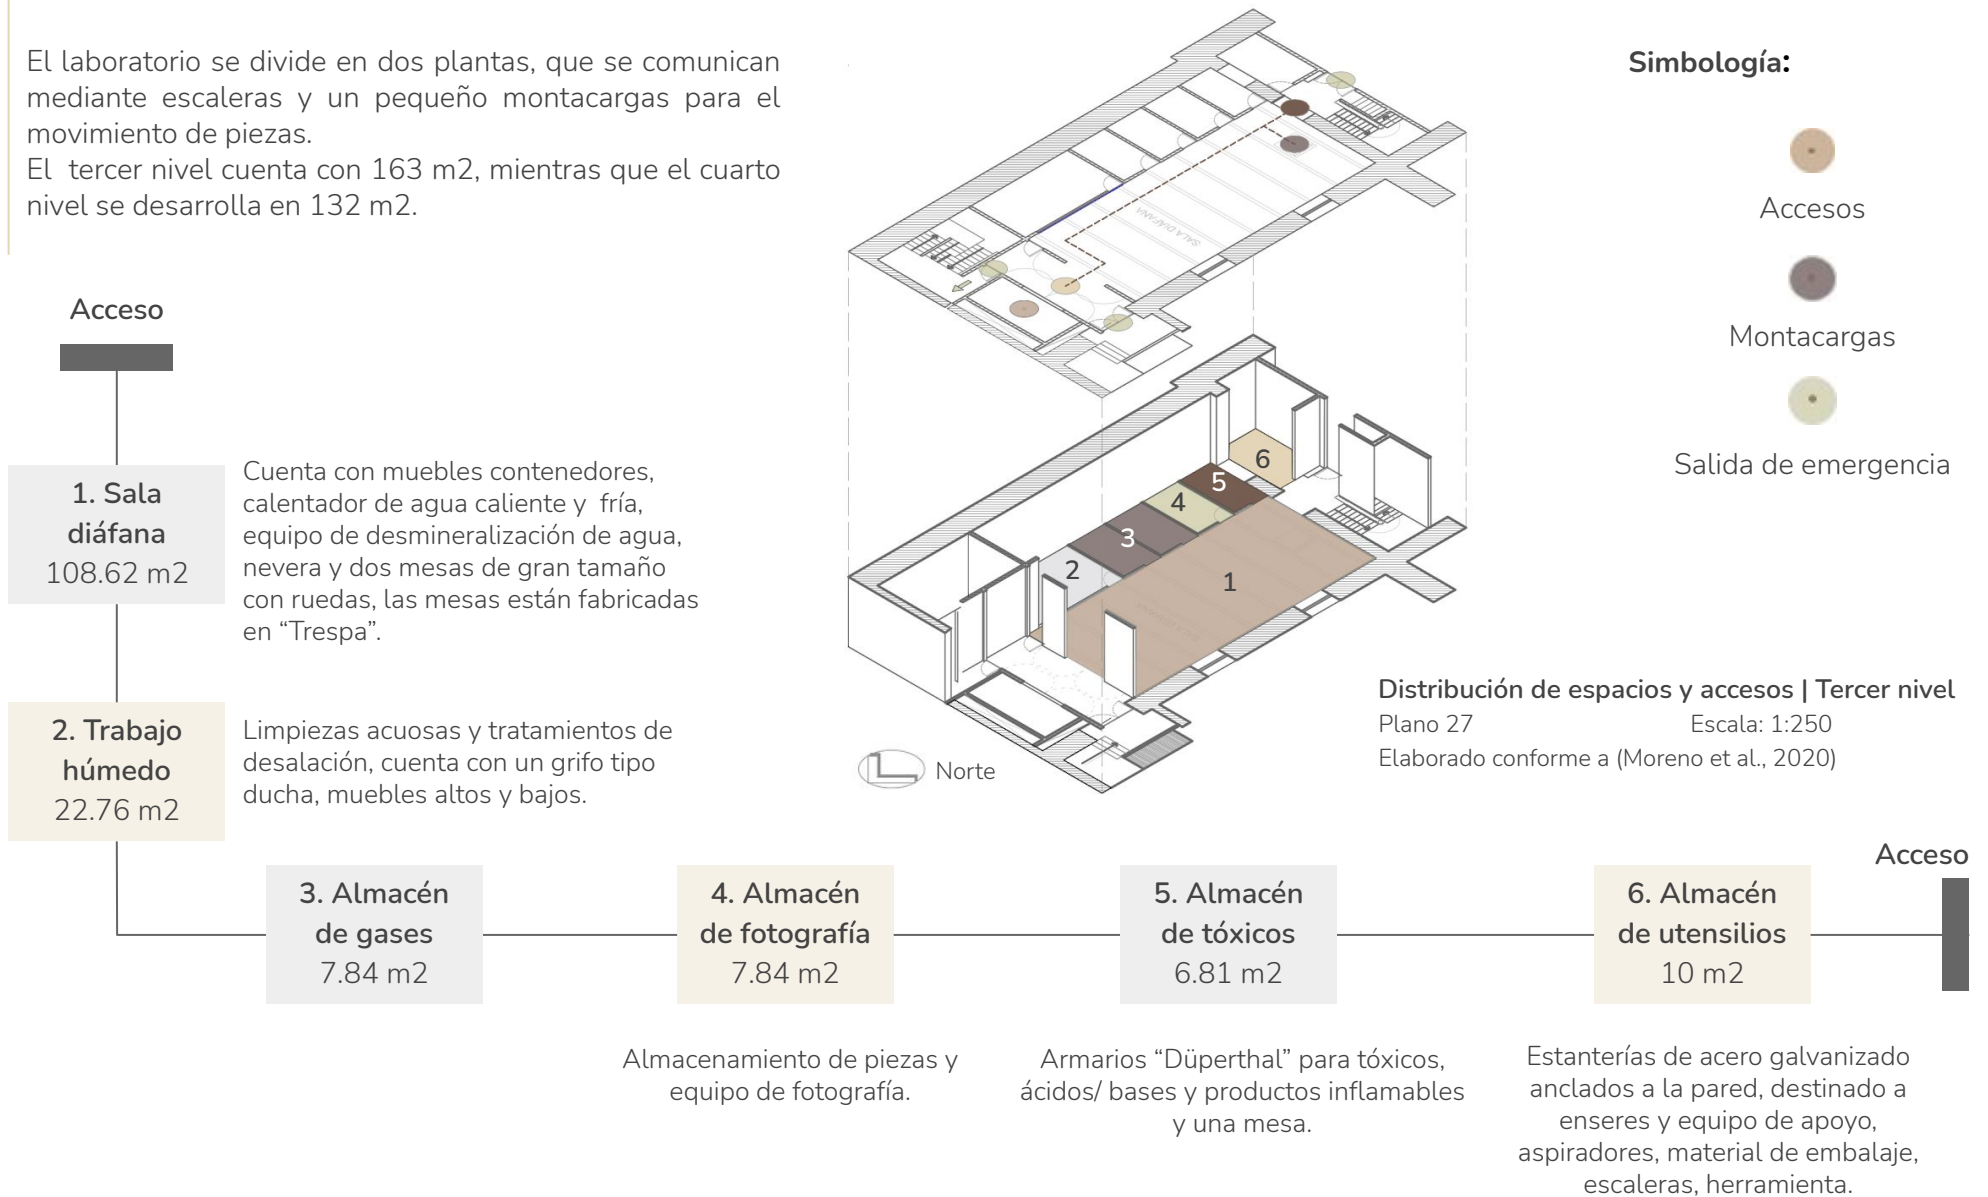 El laboratorio se divide en dos plantas, que se comunican
mediante escaleras y un pequeño montacargas para el
movimiento de piezas.
El tercer nivel cuenta con 163 m2, mientras que el cuarto
nivel se desarrolla en 132 m2.
Simbología:
Accesos
Montacargas
Salida de emergencia
SALA DIÁFANA
6
5
4
3
2
1
Norte
Distribución de espacios y accesos | Tercer nivel
Plano 27 Escala: 1:250
Elaborado conforme a (Moreno et al., 2020)
Acceso
1. Sala
diáfana
108.62 m2
Cuenta con muebles contenedores,
calentador de agua caliente y fría,
equipo de desmineralización de agua,
nevera y dos mesas de gran tamaño
con ruedas, las mesas están fabricadas
en “Trespa”.
2. Trabajo
húmedo
22.76 m2
Limpiezas acuosas y tratamientos de
desalación, cuenta con un grifo tipo
ducha, muebles altos y bajos.
3. Almacén
de gases
7.84 m2
4. Almacén
de fotografía
7.84 m2
Almacenamiento de piezas y
equipo de fotografía.
5. Almacén
de tóxicos
6.81 m2
Armarios “Düperthal” para tóxicos,
ácidos/ bases y productos inflamables
y una mesa.
6. Almacén
de utensilios
10 m2
Estanterías de acero galvanizado
anclados a la pared, destinado a
enseres y equipo de apoyo,
aspiradores, material de embalaje,
escaleras, herramienta.
Acceso